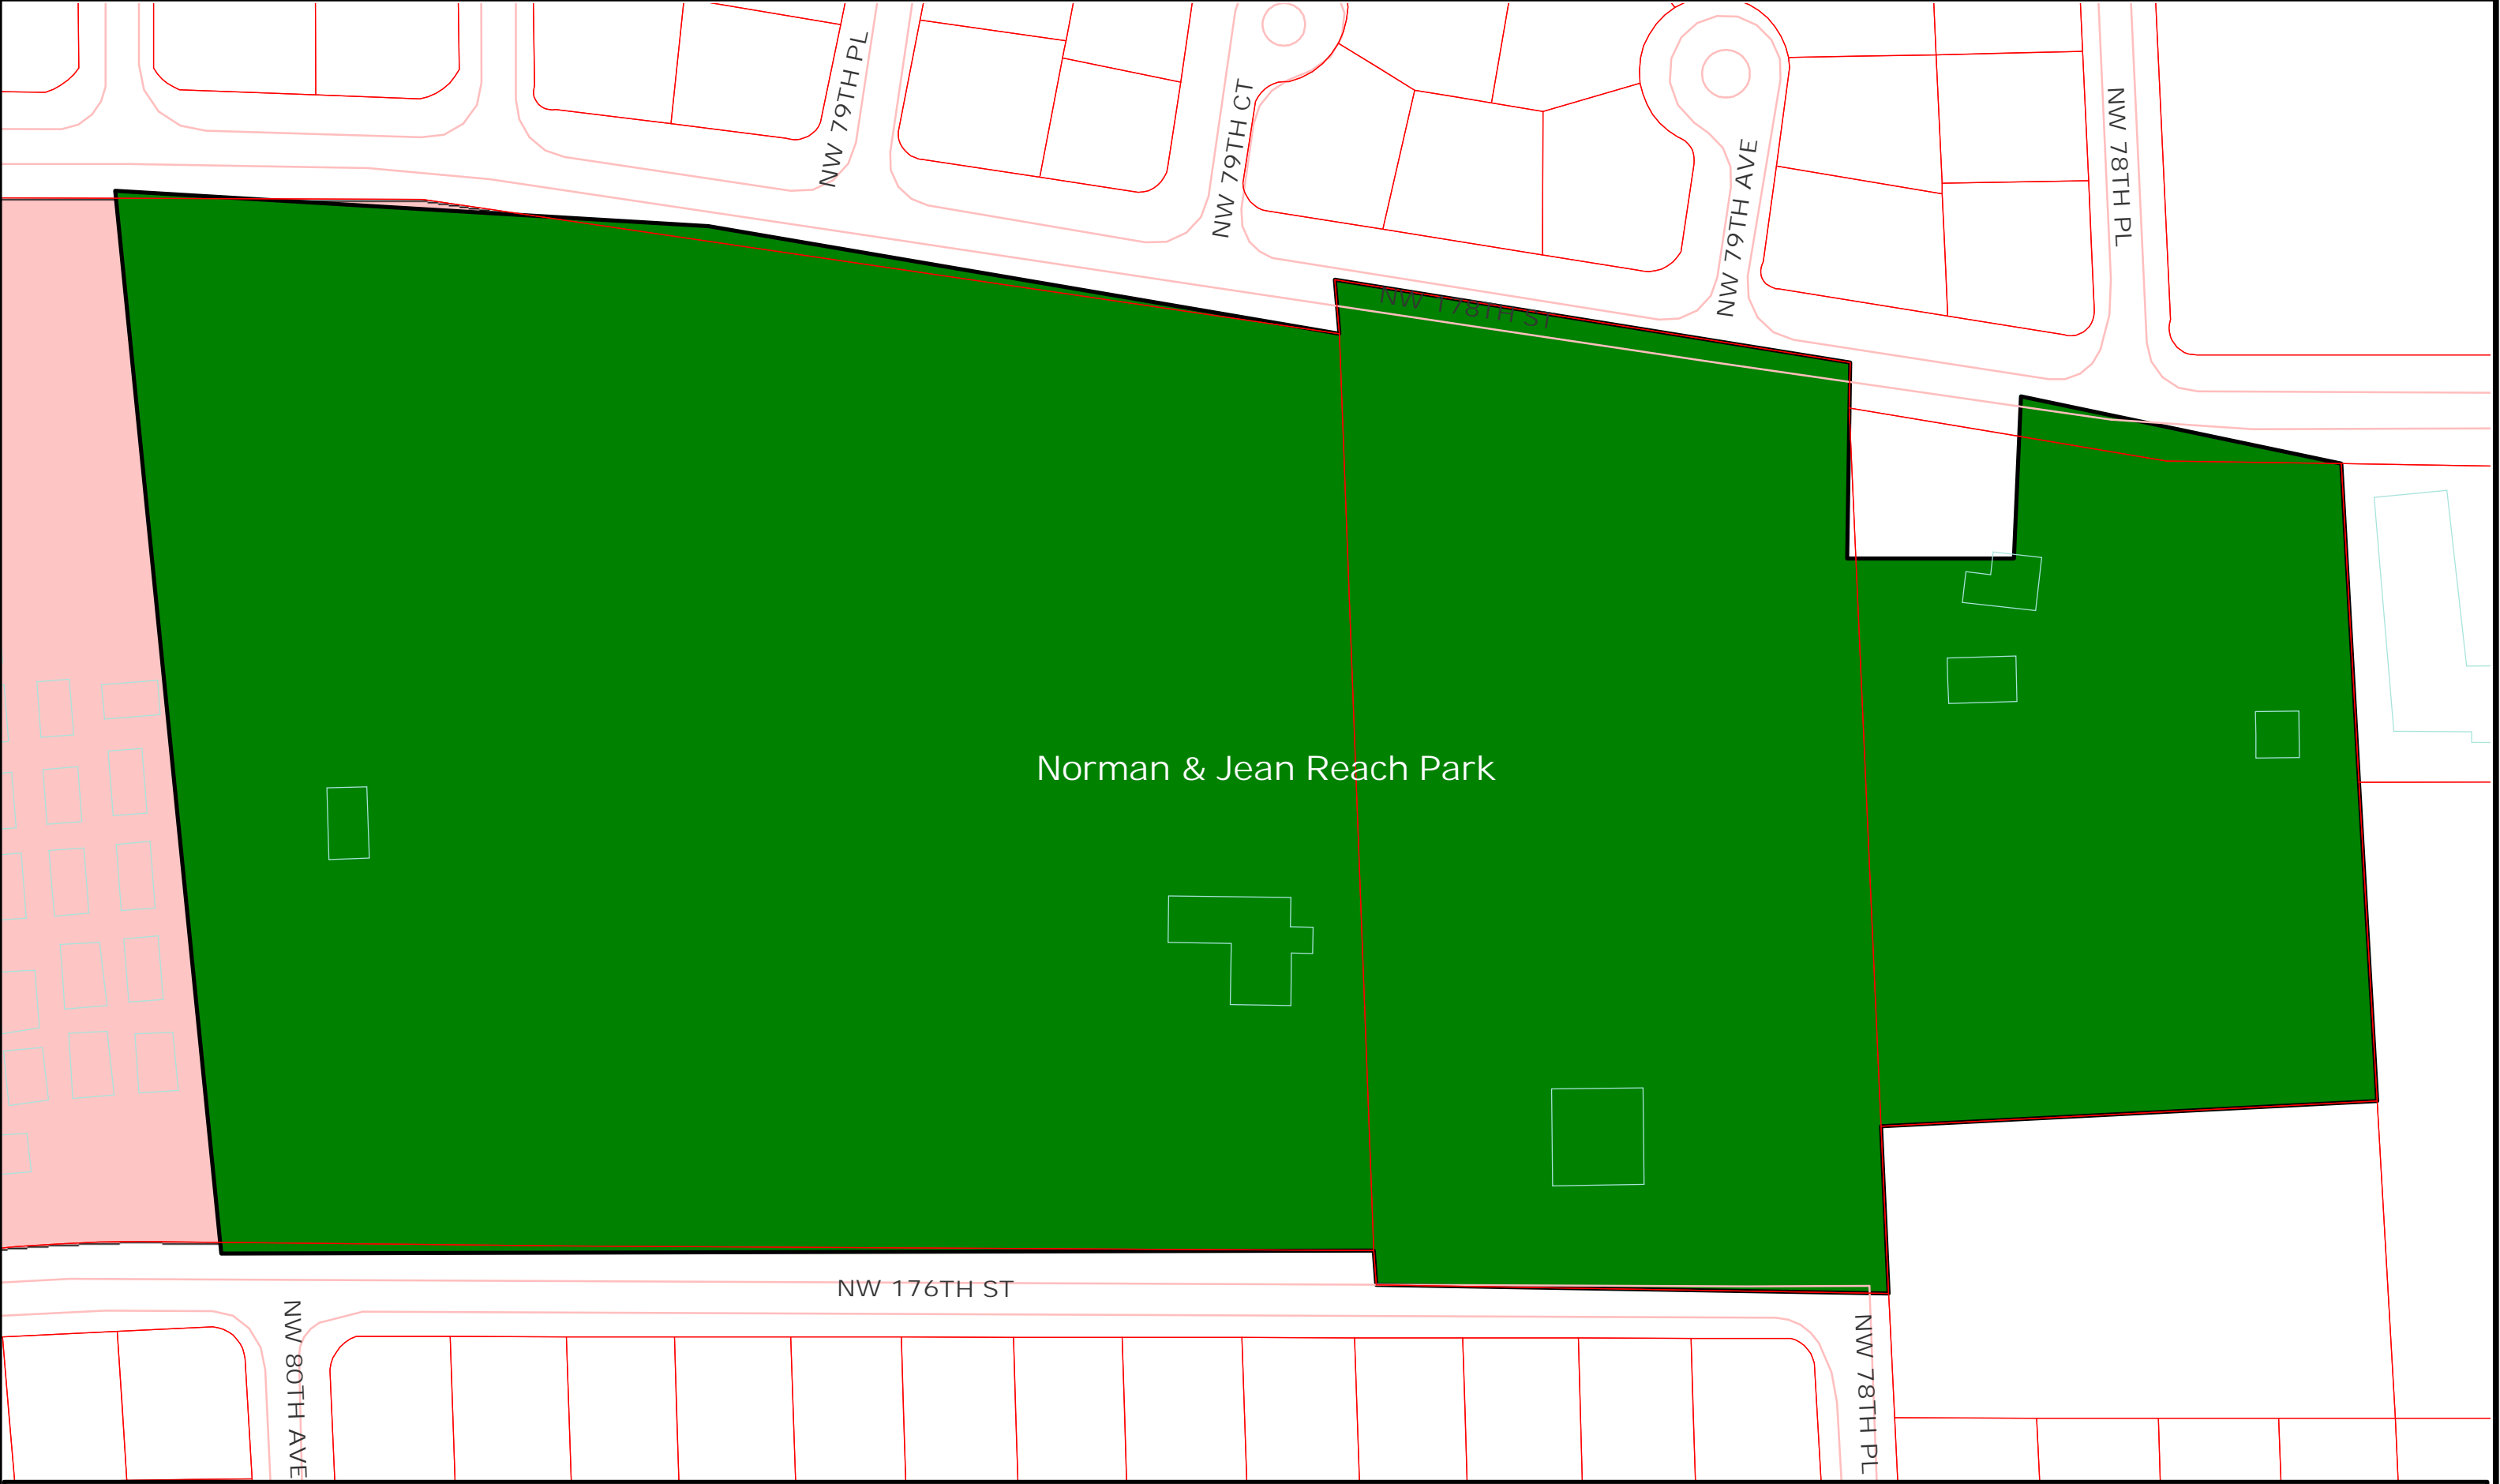 NW 79TH PL
NW 79TH CT
NW 79TH AVE
NW 78TH PL
NW 178TH ST
Norman & Jean Reach Park
NW 176TH ST
NW 80TH AVE
NW 78TH PL